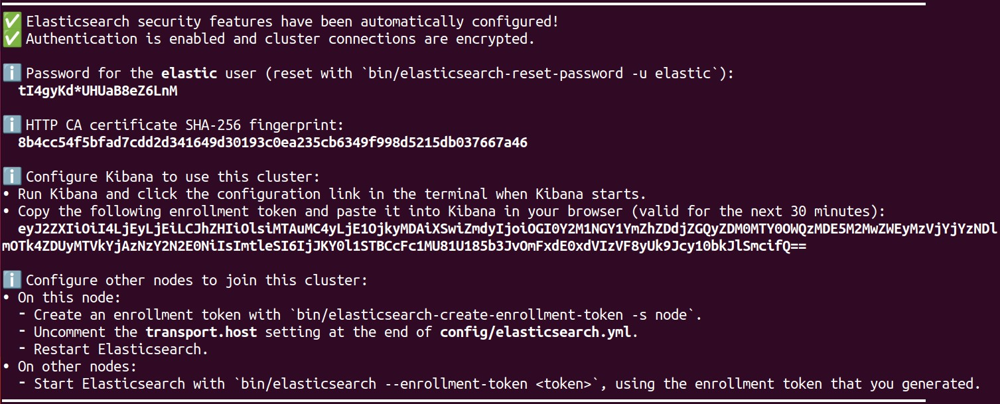 ✅ Elasticsearch security features have been automatically configured!
✅ Authentication is enabled and cluster connections are encrypted.
ℹ️ Password for the elastic user (reset with `bin/elasticsearch-reset-password -u elastic`):
tI4gyKd*UHUaB8eZ6LnM
ℹ️ HTTP CA certificate SHA-256 fingerprint:
8b4cc54f5bfad7cdd2d341649d30193c0ea235cb6349f998d5215db037667a46
ℹ️ Configure Kibana to use this cluster:
• Run Kibana and click the configuration link in the terminal when Kibana starts.
• Copy the following enrollment token and paste it into Kibana in your browser (valid for the next 30 minutes):
eyJ2ZXIiOiI4LjEyLjEiLCJhZHIiOlsiMTAuMC4yLjE1OjkyMDAiXSwiZmdyIjoiOGI0Y2M1NGY1YmZhZDdjZGQyZDM0MTY0OWQzMDE5M2MwZWEyMzVjYjYzNDl
mOTk4ZDUyMTVkYjAzNzY2N2E0NiIsImtleSI6IjJKY0l1STBCcFc1MU81U185b3JvOmFxdE0xdVIzVF8yUk9Jcy10bkJlSmcifQ==
ℹ️ Configure other nodes to join this cluster:
• On this node:
- Create an enrollment token with `bin/elasticsearch-create-enrollment-token -s node`.
- Uncomment the transport.host setting at the end of config/elasticsearch.yml.
- Restart Elasticsearch.
• On other nodes:
- Start Elasticsearch with `bin/elasticsearch --enrollment-token <token>`, using the enrollment token that you generated.